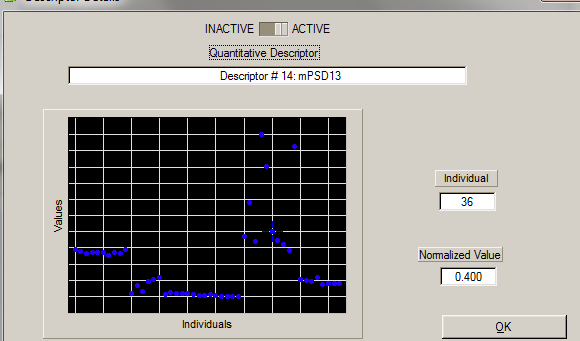 INACTIVE ACTIVE
Quantitative Descriptor
Descriptor # 14: mPSD13
Individual
36
Values
Normalized Value
0.400
Individuals
OK